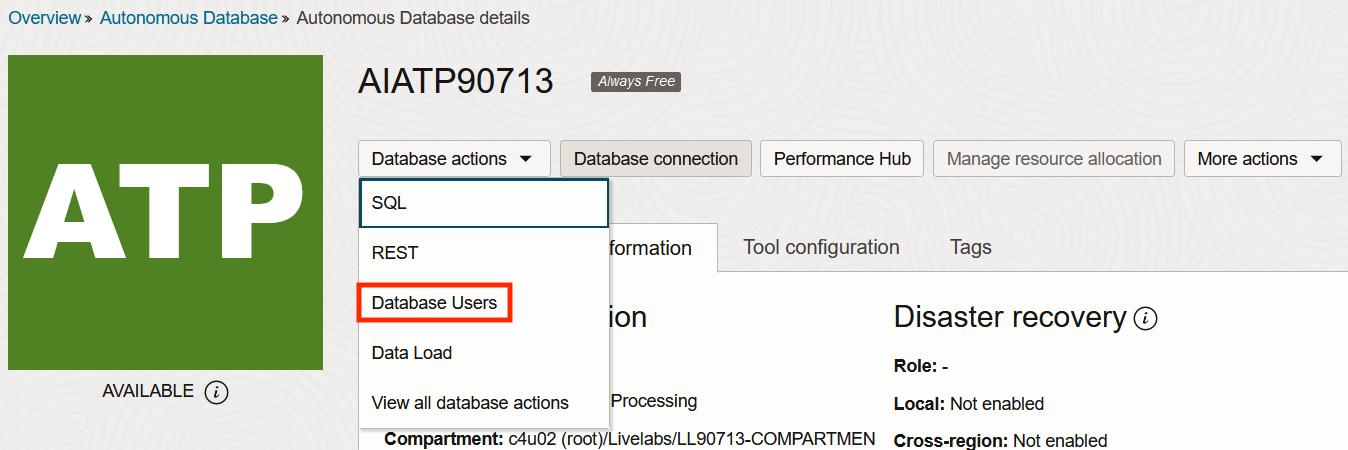 Overview » Autonomous Database » Autonomous Database details
ATP
AVAILABLE
AIATP90713 Always Free
Database actions Database connection Performance Hub Manage resource allocation More actions
SQL
REST
Database Users
Data Load
View all database actions
formation Tool configuration Tags
ion
Processing
Compartment: c4u02 (root)/Livelabs/LL90713-COMPARTMEN
Disaster recovery
Role: -
Local: Not enabled
Cross-region: Not enabled